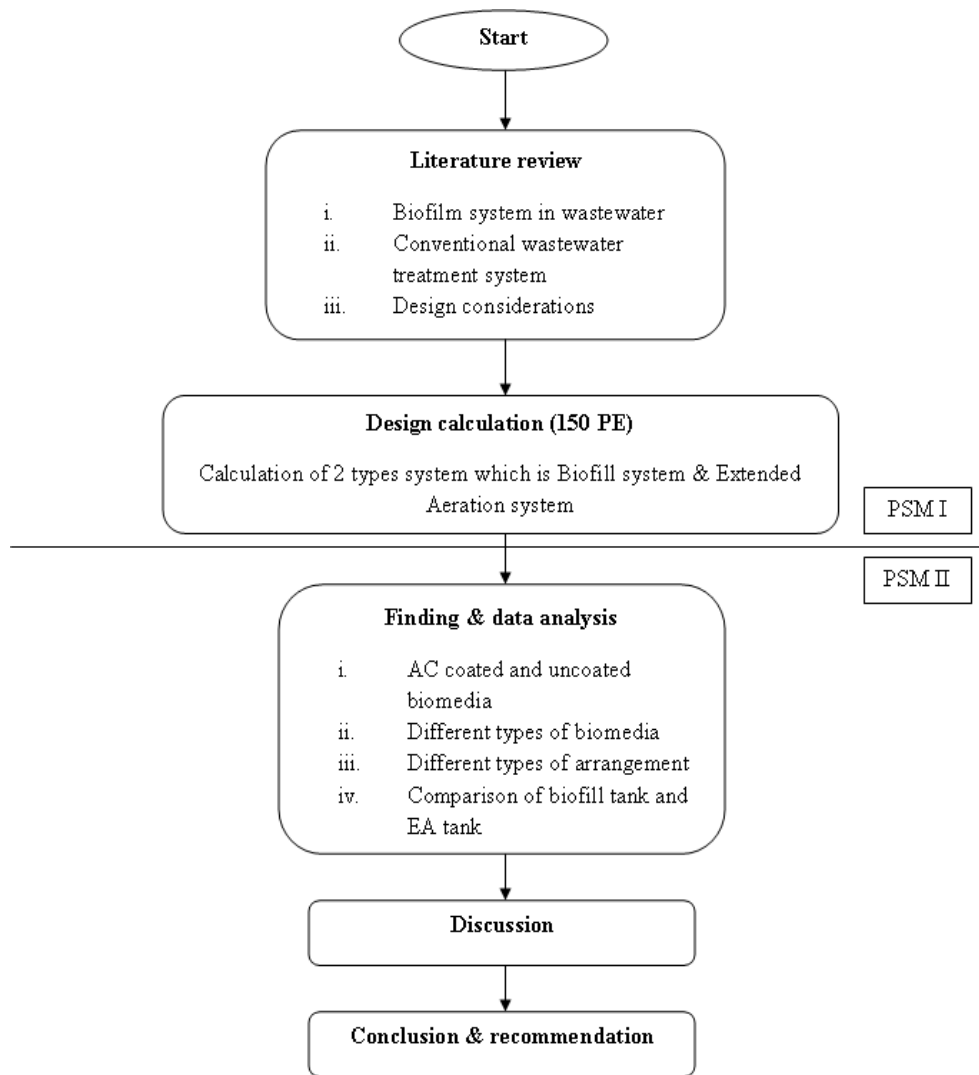 Start
Literature review
i. Biofilm system in wastewater
ii. Conventional wastewater
treatment system
iii. Design considerations
Design calculation (150 PE)
Calculation of 2 types system which is Biofill system & Extended
Aeration system
PSM I
PSM II
Finding & data analysis
i. AC coated and uncoated
biomedia
ii. Different types of biomedia
iii. Different types of arrangement
iv. Comparison of biofill tank and
EA tank
Discussion
Conclusion & recommendation